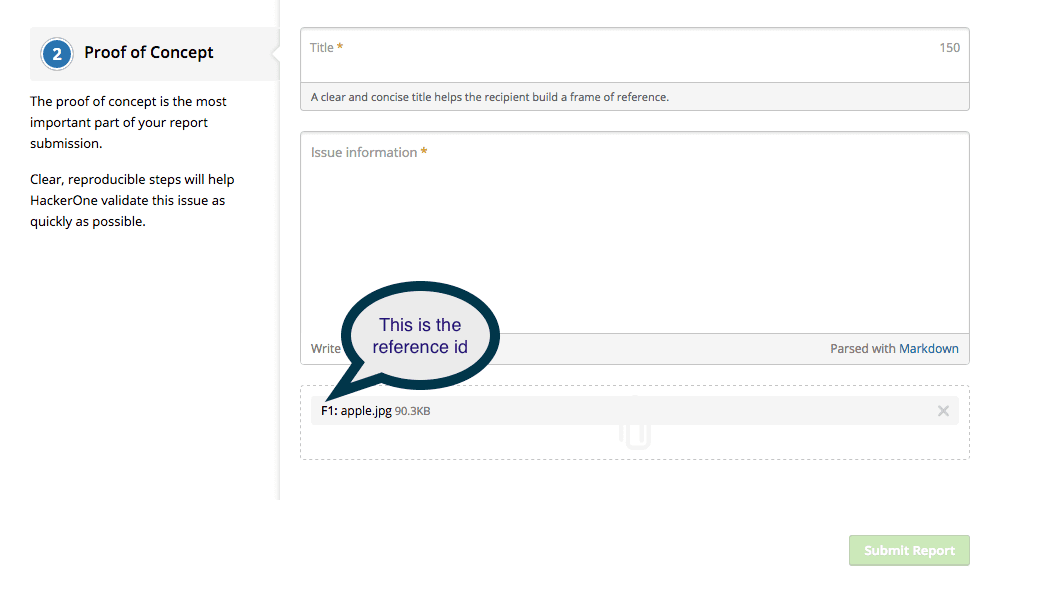 2 Proof of Concept
The proof of concept is the most
important part of your report
submission.
Clear, reproducible steps will help
HackerOne validate this issue as
quickly as possible.
Title * 150
A clear and concise title helps the recipient build a frame of reference.
Issue information *
This is the
reference id
Write
Parsed with Markdown
F1: apple.jpg 90.3KB
Submit Report